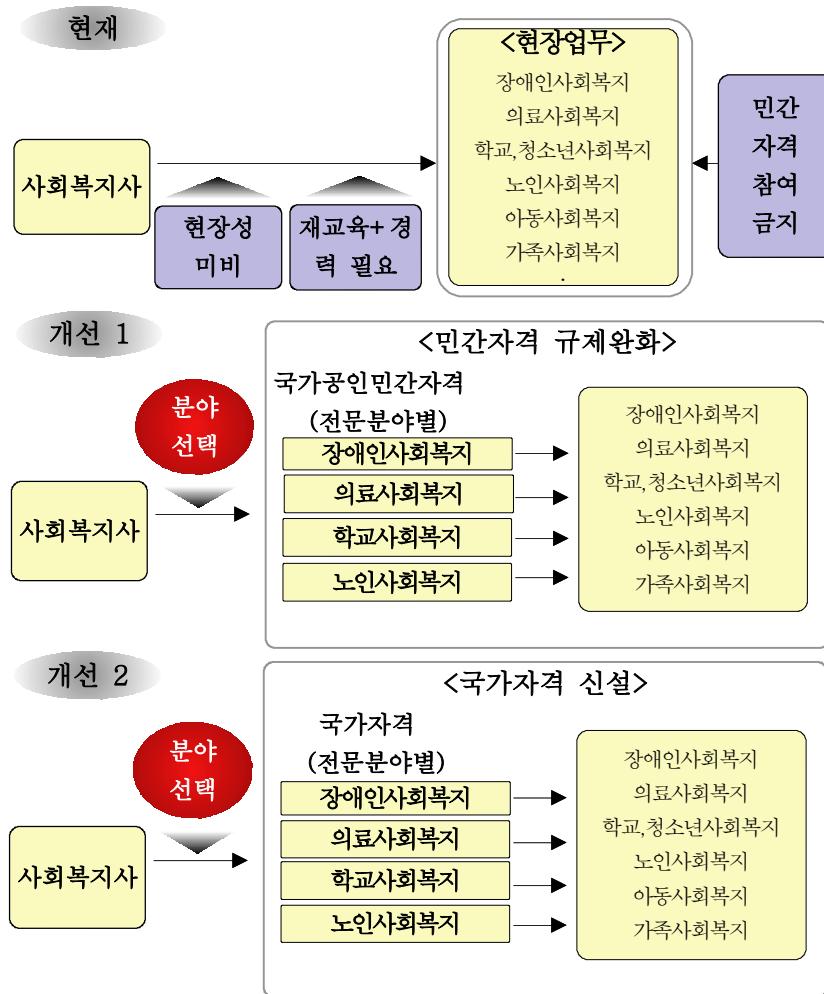 현재
<현장업무>
장애인사회복지
의료사회복지
학교,청소년사회복지
노인사회복지
아동사회복지
가족사회복지
.
민간
자격
참여
금지
사회복지사
현장성
미비
재교육+ 경
력 필요
개선 1
<민간자격 규제완화>
국가공인민간자격
(전문분야별)
분야
선택
사회복지사
장애인사회복지
의료사회복지
학교사회복지
노인사회복지
장애인사회복지
의료사회복지
학교,청소년사회복지
노인사회복지
아동사회복지
가족사회복지
개선 2
<국가자격 신설>
국가자격
(전문분야별)
분야
선택
사회복지사
장애인사회복지
의료사회복지
학교사회복지
노인사회복지
장애인사회복지
의료사회복지
학교,청소년사회복지
노인사회복지
아동사회복지
가족사회복지